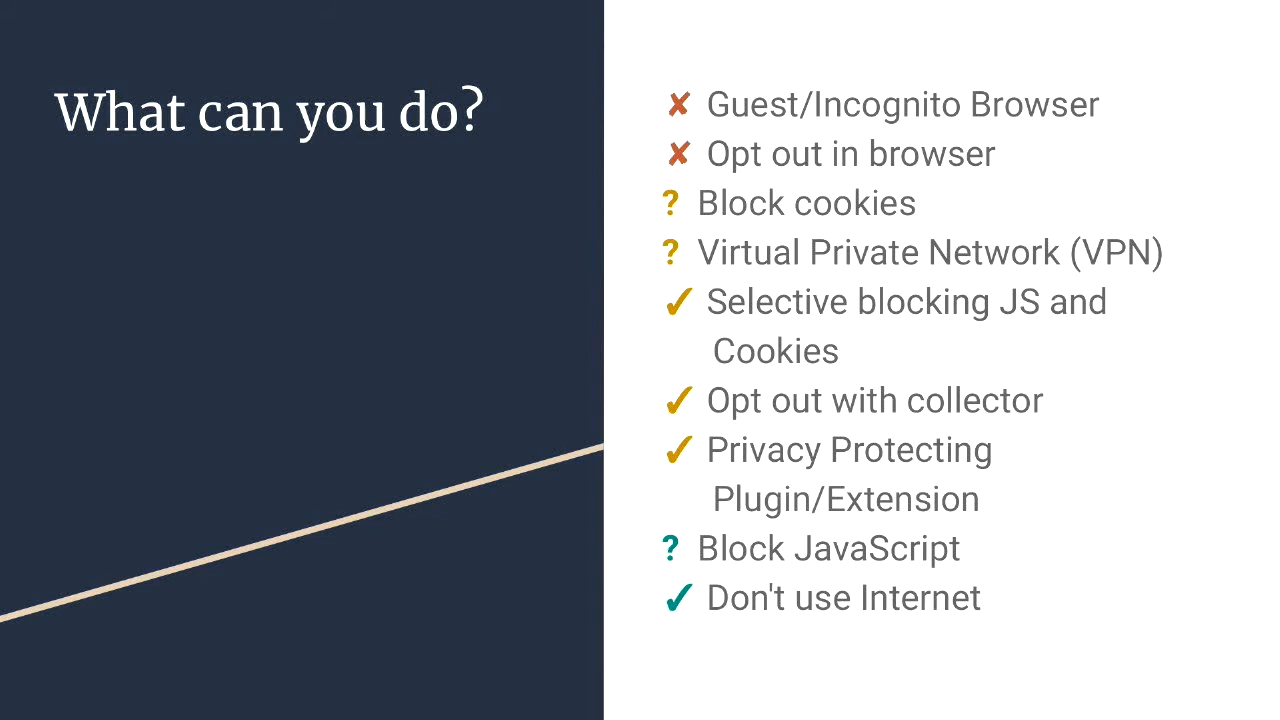 What can you do?
✘ Guest/Incognito Browser
✘ Opt out in browser
? Block cookies
? Virtual Private Network (VPN)
✓ Selective blocking JS and
Cookies
✓ Opt out with collector
✓ Privacy Protecting
Plugin/Extension
? Block JavaScript
✓ Don't use Internet